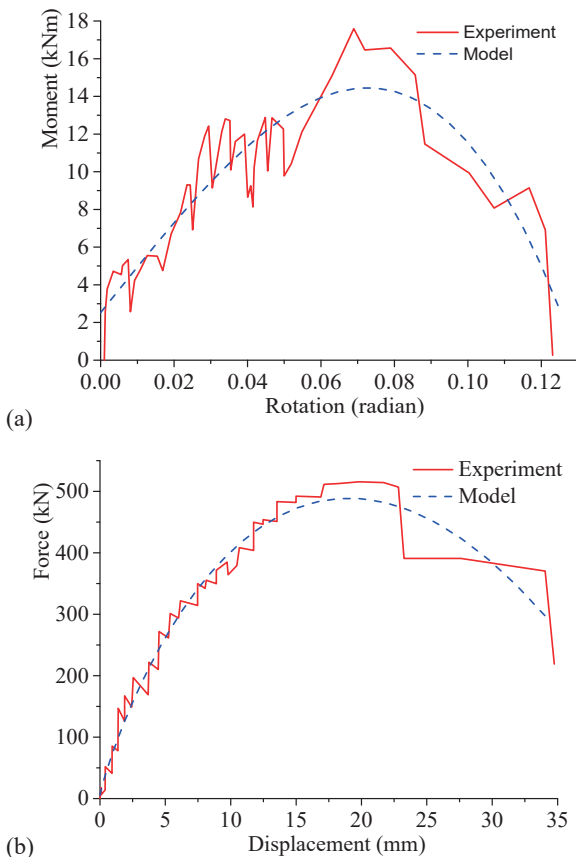 18
16
14
12
10
8
6
4
2
0
Moment (kNm)
Experiment
Model
0.00 0.02 0.04 0.06 0.08 0.10 0.12
Rotation (radian)
(a)
500
400
300
200
100
0
Force (kN)
Experiment
Model
0 5 10 15 20 25 30 35
Displacement (mm)
(b)